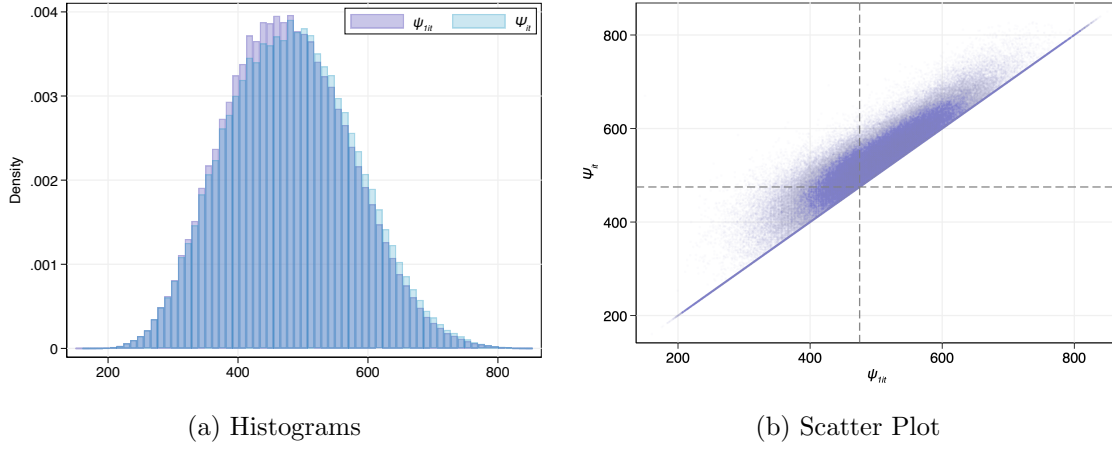 .004
.003
.002
.001
0
Density
200 400 600 800
ψ1it Ψit
(a) Histograms
800
600
400
200
Ψit
200 400 600 800
ψ1it
(b) Scatter Plot